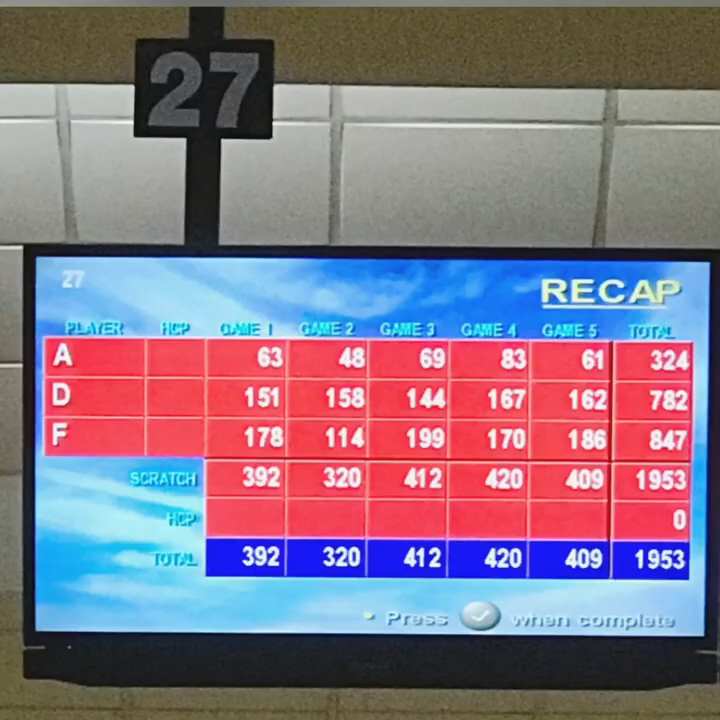 27
27
RECAP
PLAYER HCP GAME 1 GAME 2 GAME 3 GAME 4 GAME 5 TOTAL
A 63 48 69 83 61 324
D 151 158 144 167 162 782
F 178 114 199 170 186 847
SCRATCH 392 320 412 420 409 1953
HCP 0
TOTAL 392 320 412 420 409 1953
Press when complete